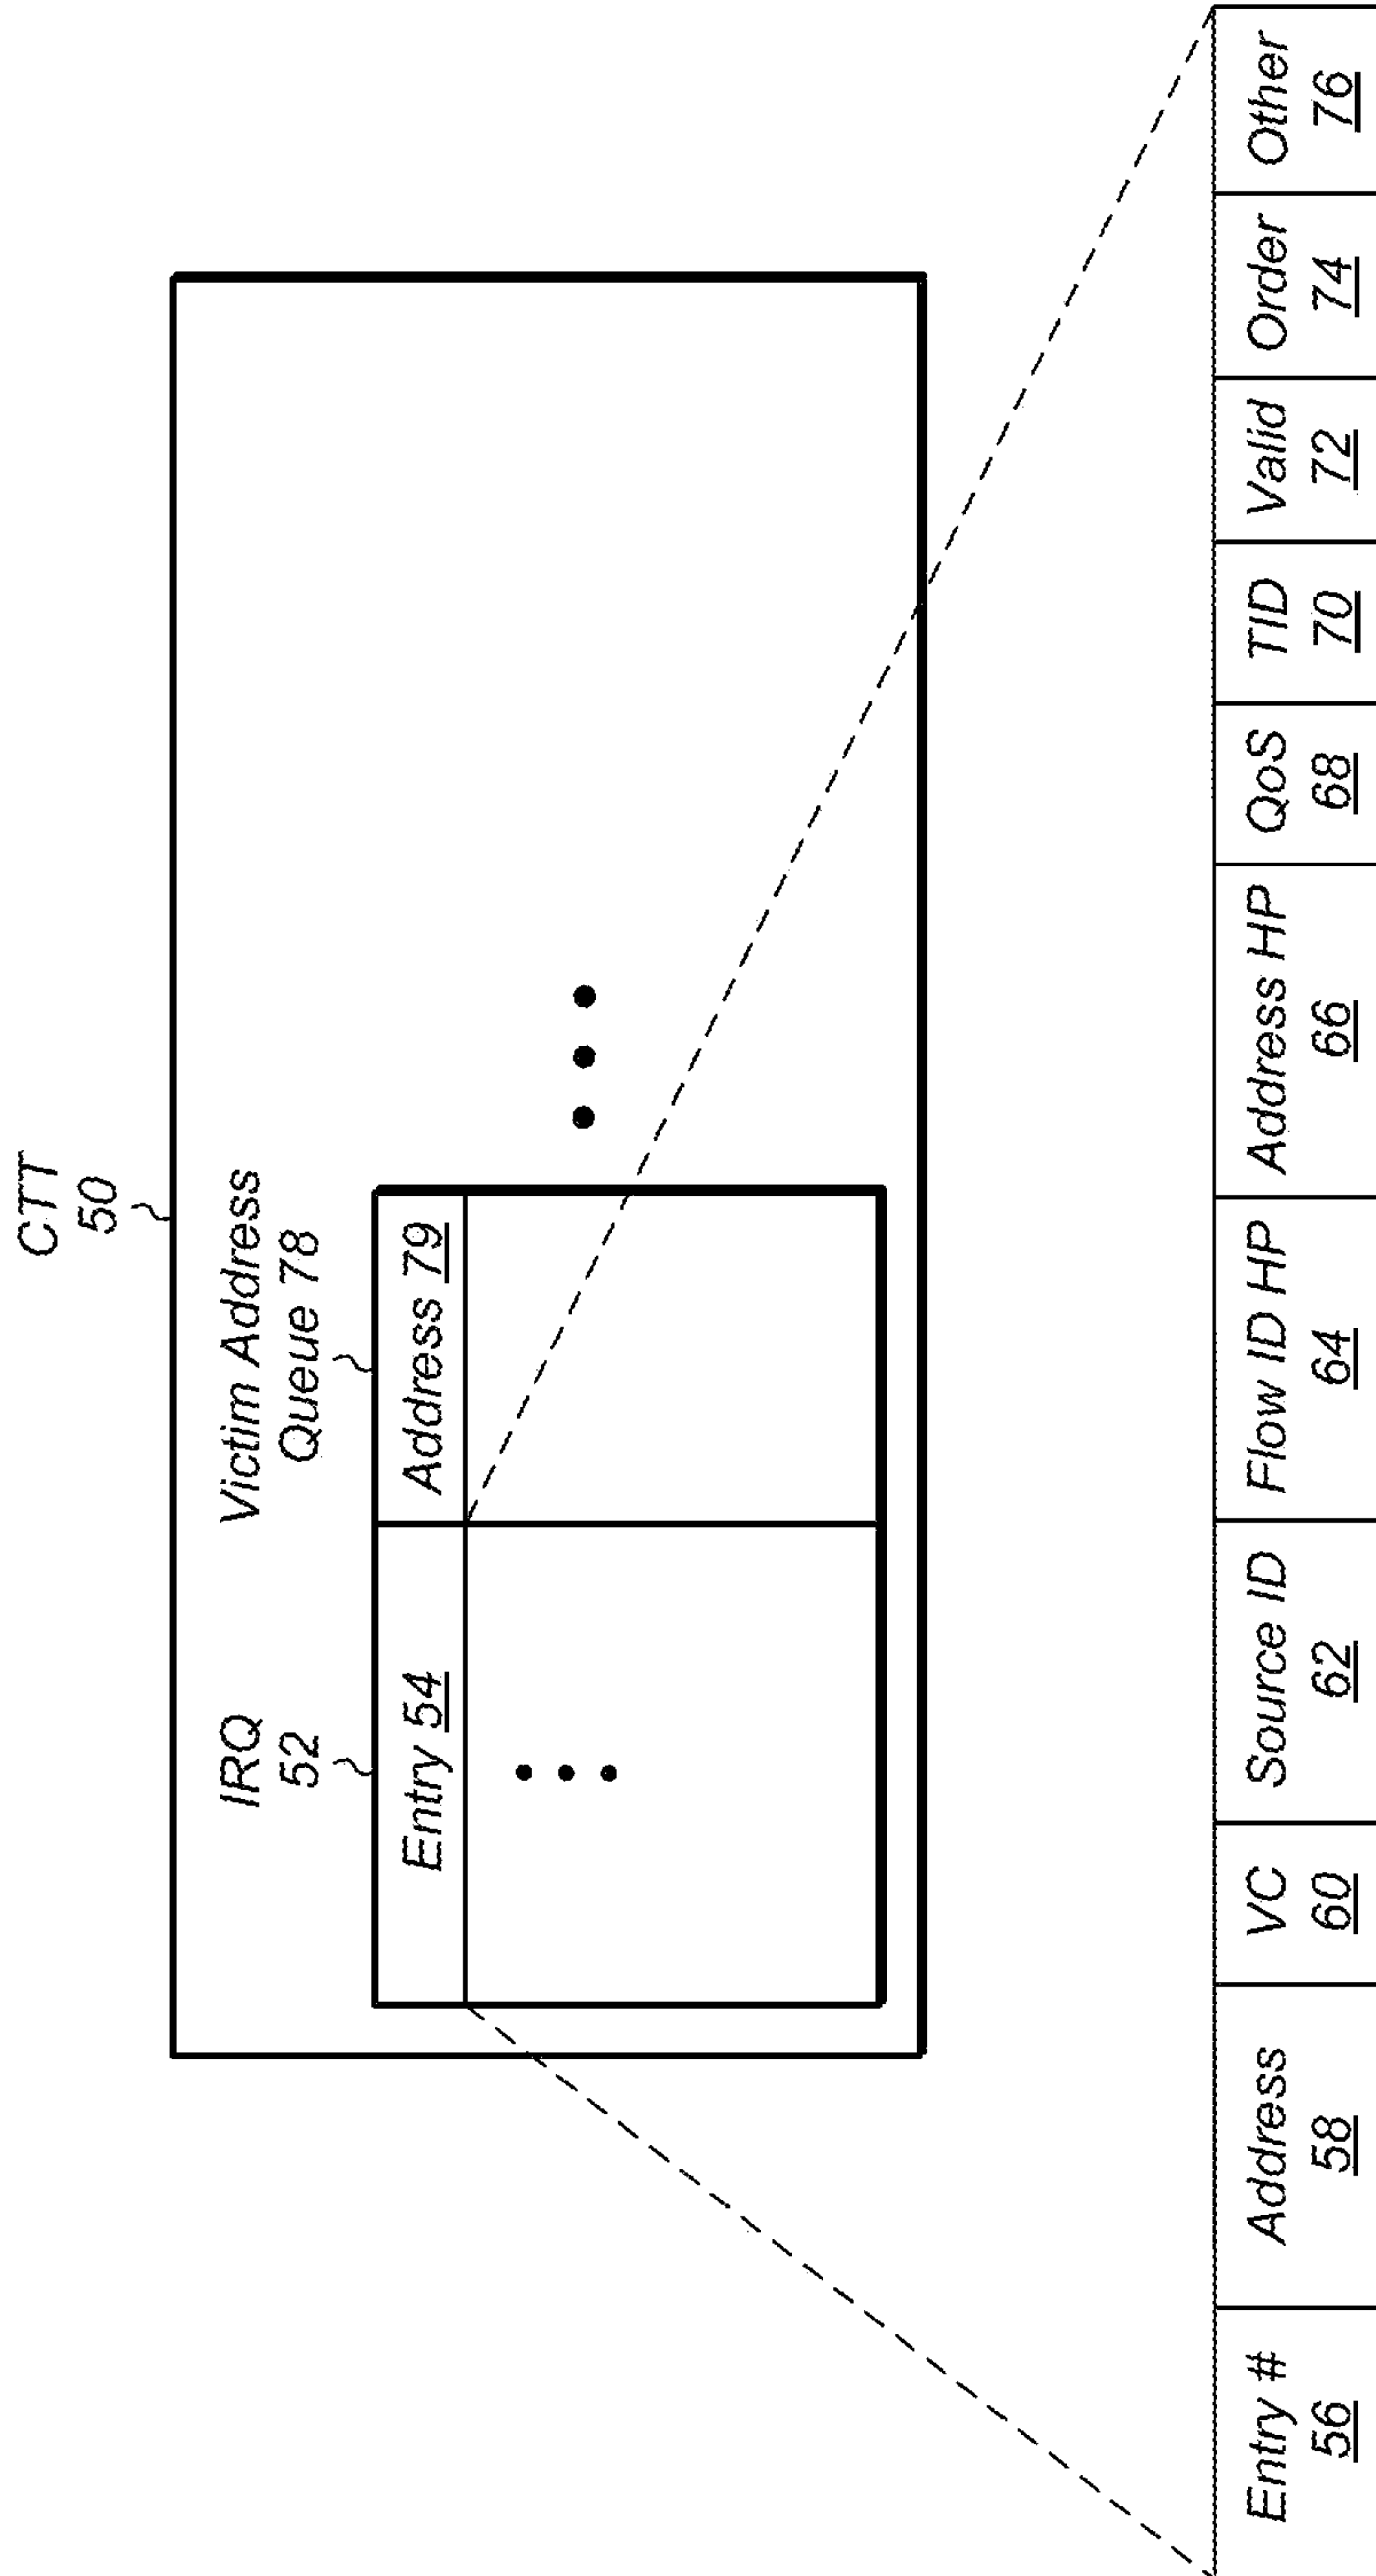 CTT
50
IRQ
52
Victim Address
Queue 78
Entry 54
Address 79
Entry #
56
Address
58
VC
60
Source ID
62
Flow ID HP
64
Address HP
66
QoS
68
TID
70
Valid
72
Order
74
Other
76